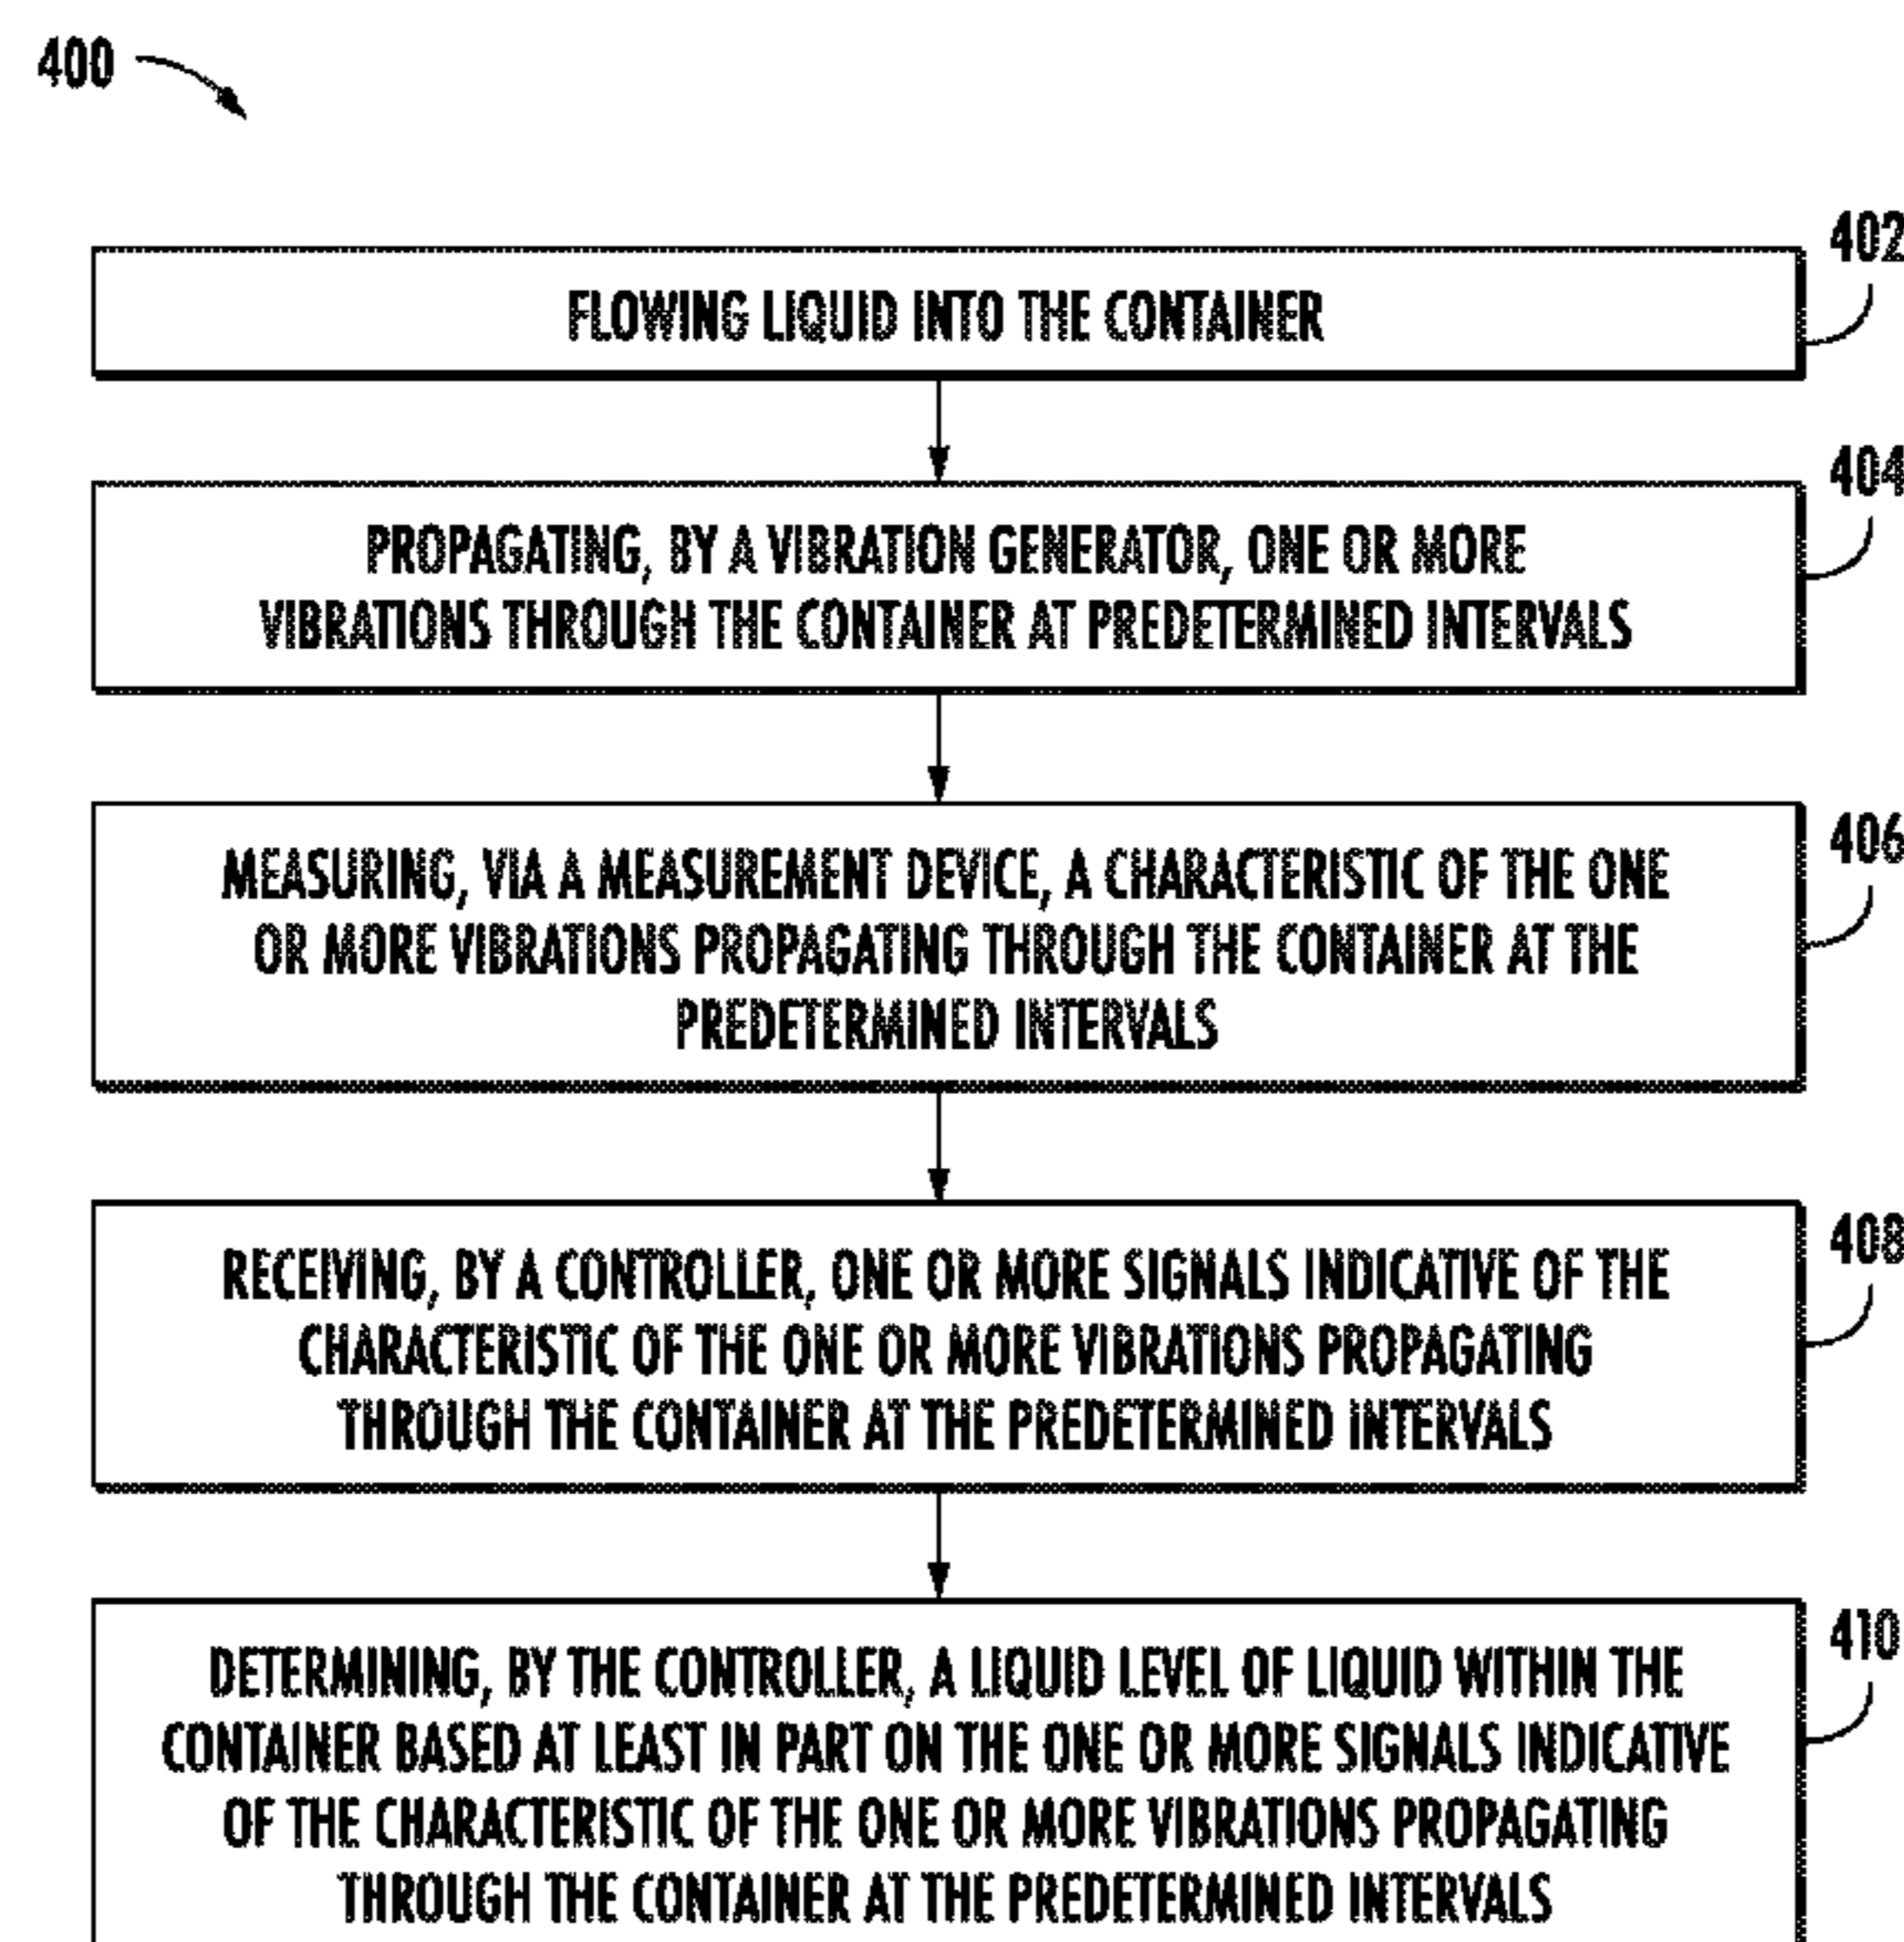 400
402
FLOWING LIQUID INTO THE CONTAINER
404
PROPAGATING, BY A VIBRATION GENERATOR, ONE OR MORE
VIBRATIONS THROUGH THE CONTAINER AT PREDETERMINED INTERVALS
406
MEASURING, VIA A MEASUREMENT DEVICE, A CHARACTERISTIC OF THE ONE
OR MORE VIBRATIONS PROPAGATING THROUGH THE CONTAINER AT THE
PREDETERMINED INTERVALS
408
RECEIVING, BY A CONTROLLER, ONE OR MORE SIGNALS INDICATIVE OF THE
CHARACTERISTIC OF THE ONE OR MORE VIBRATIONS PROPAGATING
THROUGH THE CONTAINER AT THE PREDETERMINED INTERVALS
410
DETERMINING, BY THE CONTROLLER, A LIQUID LEVEL OF LIQUID WITHIN THE
CONTAINER BASED AT LEAST IN PART ON THE ONE OR MORE SIGNALS INDICATIVE
OF THE CHARACTERISTIC OF THE ONE OR MORE VIBRATIONS PROPAGATING
THROUGH THE CONTAINER AT THE PREDETERMINED INTERVALS